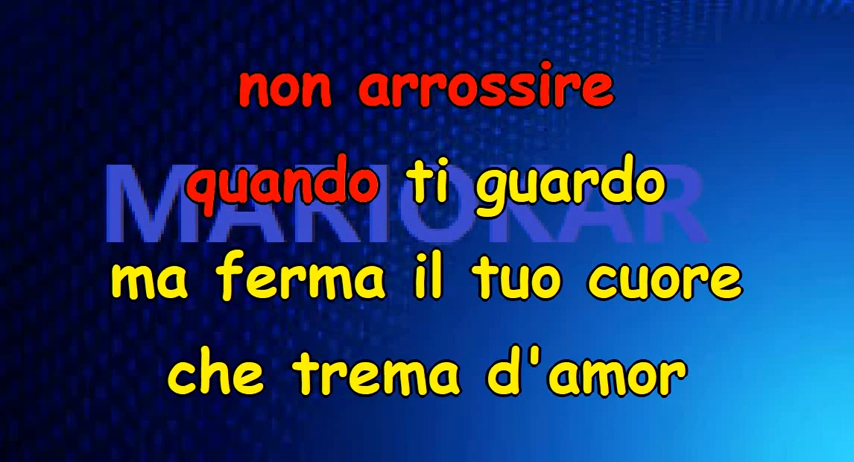 non arrossire
quando ti guardo
MARIOKAR
ma ferma il tuo cuore
che trema d'amor